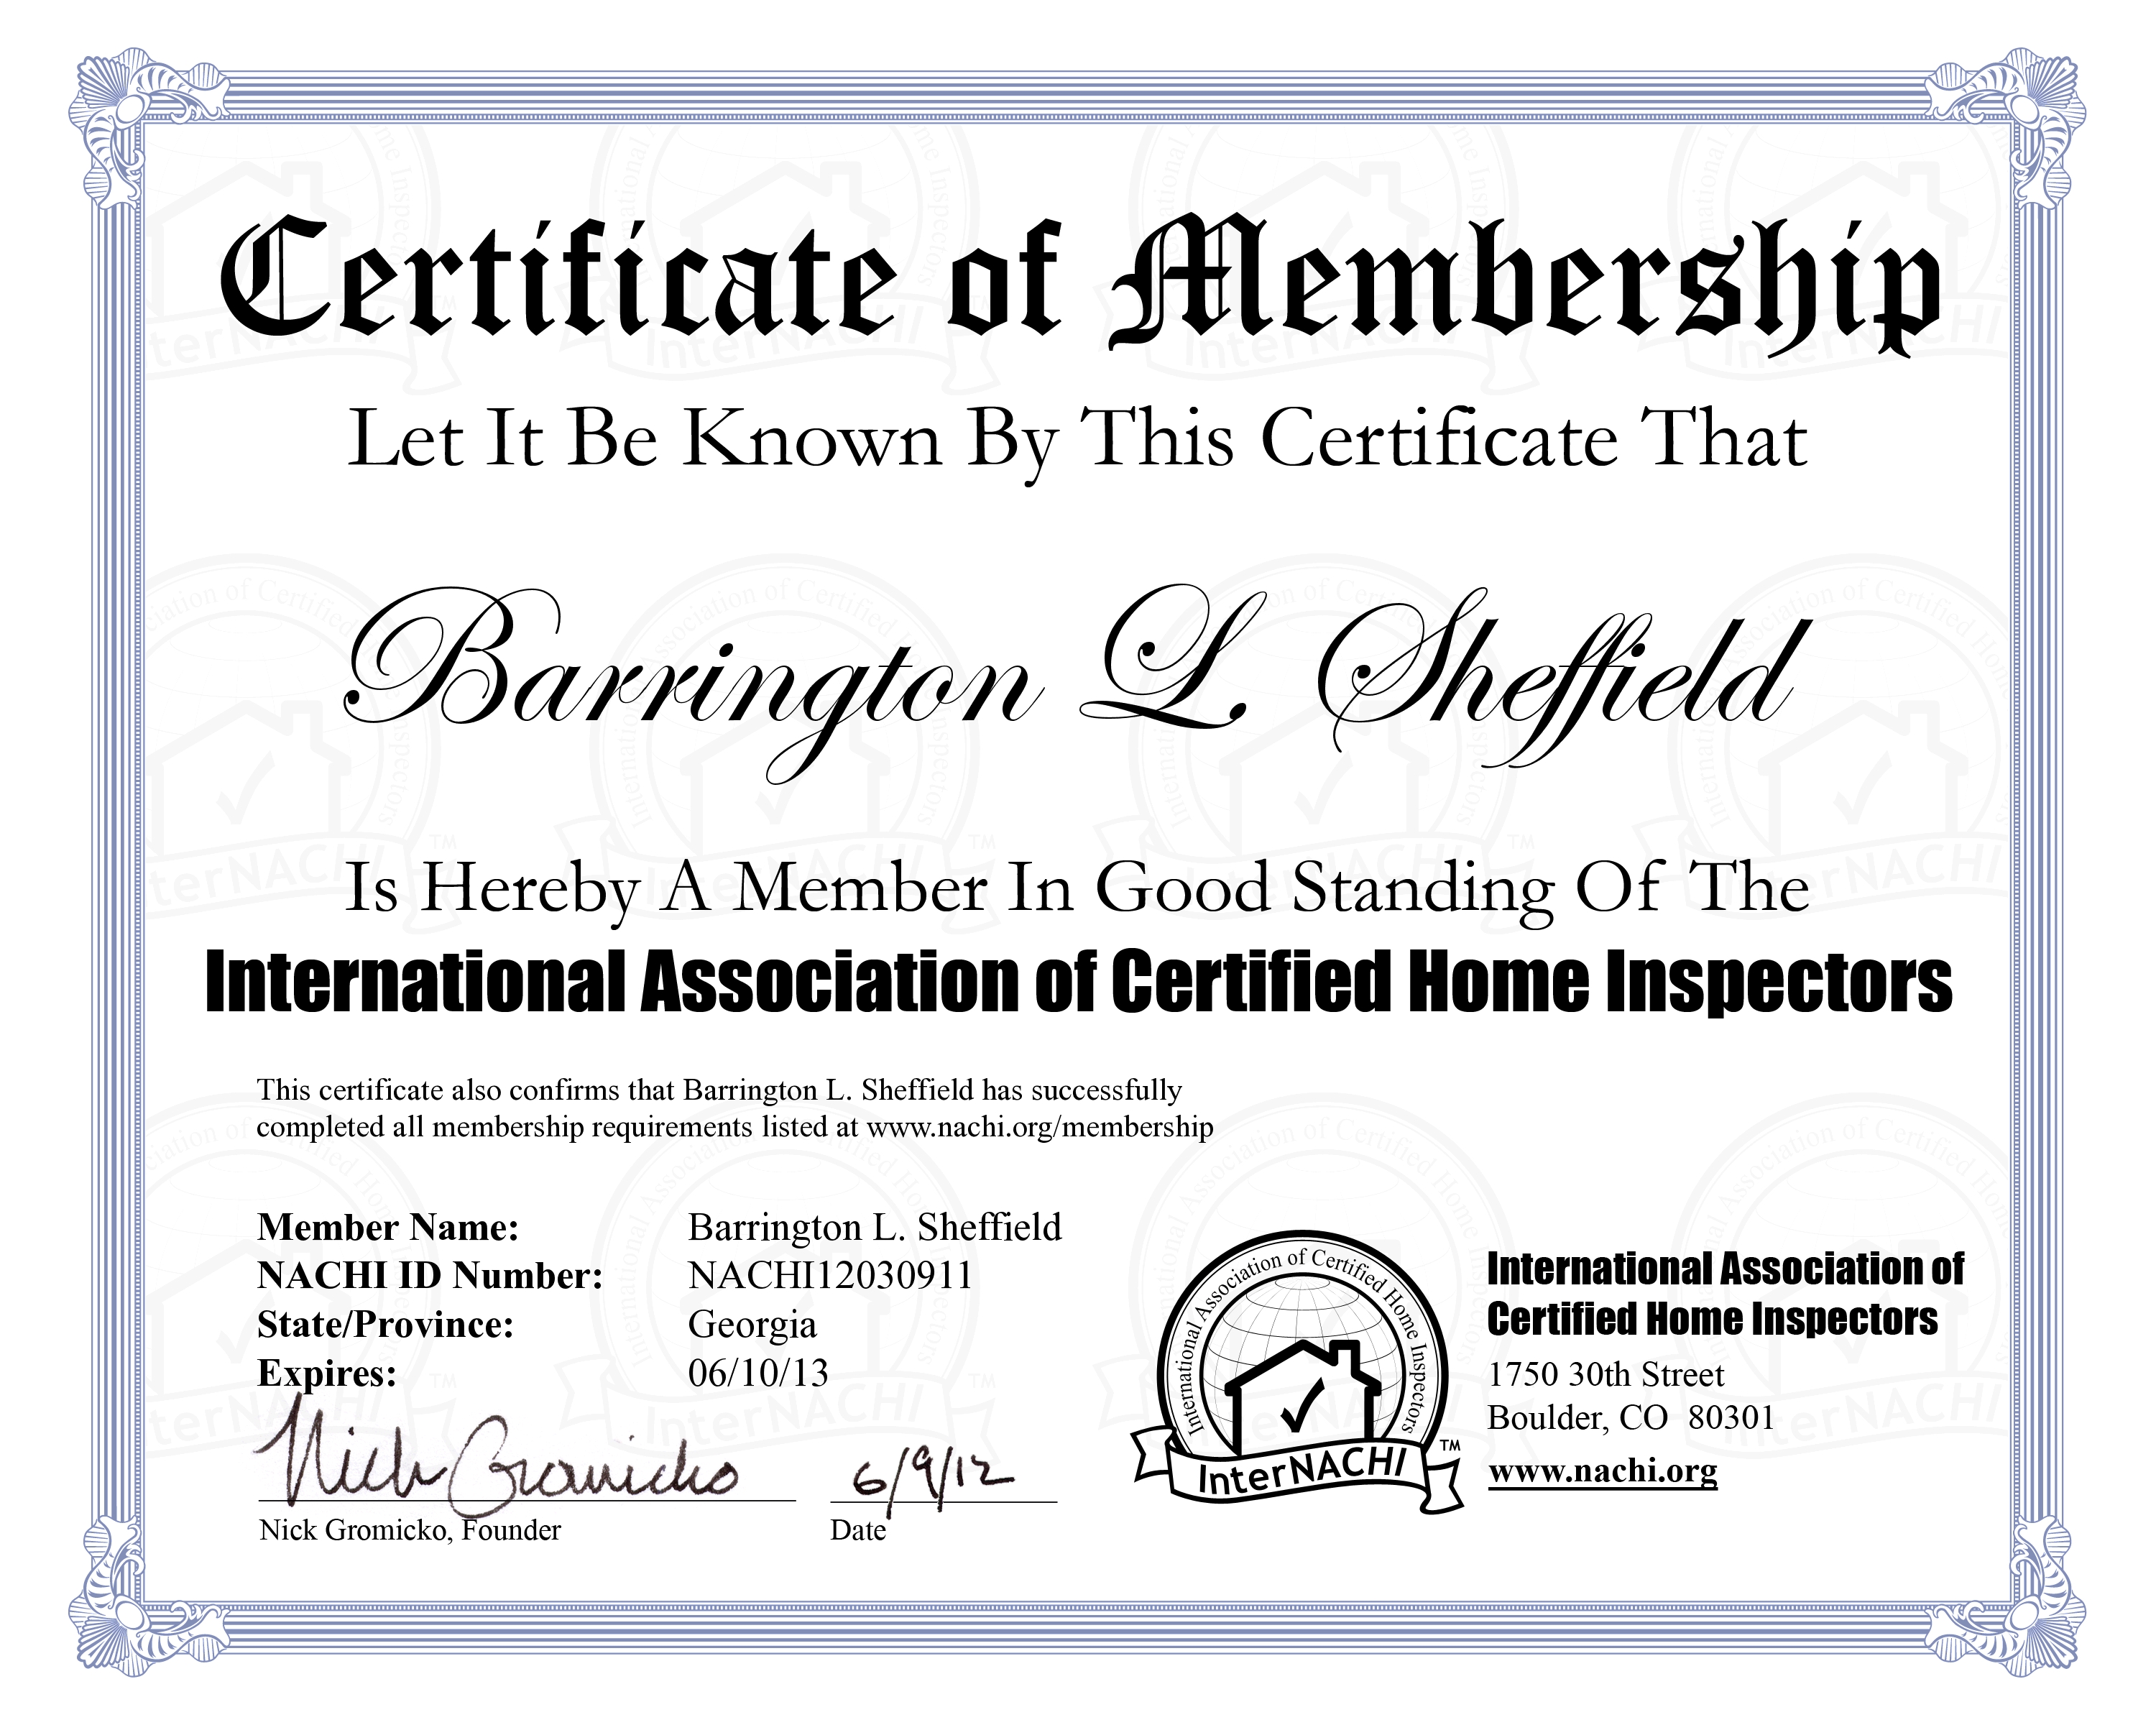 Certificate of Membership
Let It Be Known By This Certificate That
Barrington L. Sheffield
Is Hereby A Member In Good Standing Of The
International Association of Certified Home Inspectors
This certificate also confirms that Barrington L. Sheffield has successfully
completed all membership requirements listed at www.nachi.org/membership
Member Name: Barrington L. Sheffield
NACHI ID Number: NACHI12030911
State/Province: Georgia
Expires: 06/10/13
Nick Gromicko
6/9/12
Nick Gromicko, Founder
Date
International Association of Certified Home Inspectors
InterNACHI
TM
International Association of
Certified Home Inspectors
1750 30th Street
Boulder, CO 80301
www.nachi.org